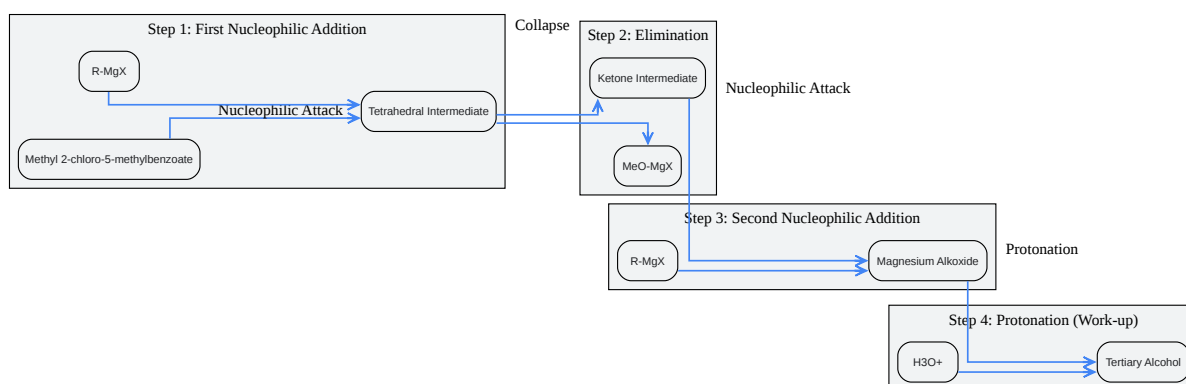 Step 1: First Nucleophilic Addition
R-MgX
Nucleophilic Attack
Tetrahedral Intermediate
Methyl 2-chloro-5-methylbenzoate
Collapse
Step 2: Elimination
Ketone Intermediate
MeO-MgX
Nucleophilic Attack
Step 3: Second Nucleophilic Addition
R-MgX
Magnesium Alkoxide
Protonation
Step 4: Protonation (Work-up)
H3O+
Tertiary Alcohol